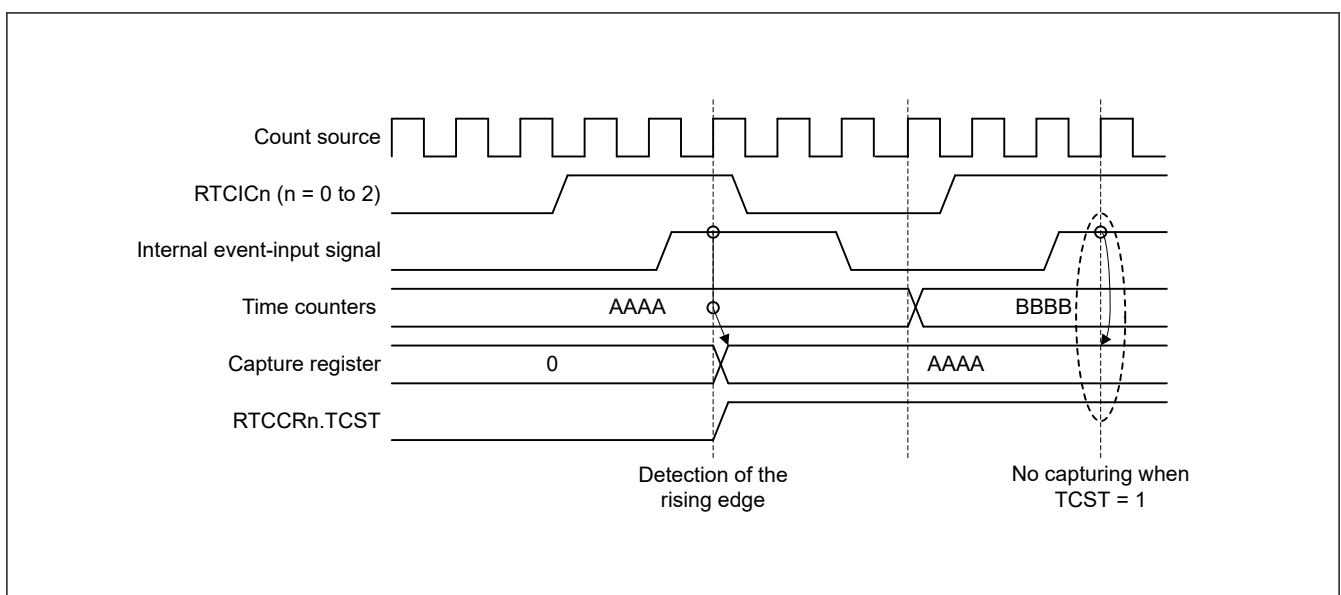 Count source
RTCICn (n = 0 to 2)
Internal event-input signal
Time counters
AAAA
BBBB
Capture register
0
AAAA
RTCCRn.TCST
Detection of the
rising edge
No capturing when
TCST = 1